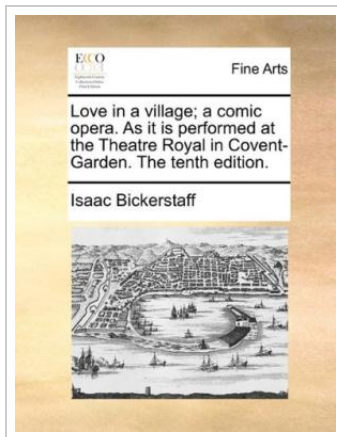 ECCO
Fine Arts
Love in a village; a comic
opera. As it is performed at
the Theatre Royal in Covent-
Garden. The tenth edition.
Isaac Bickerstaff